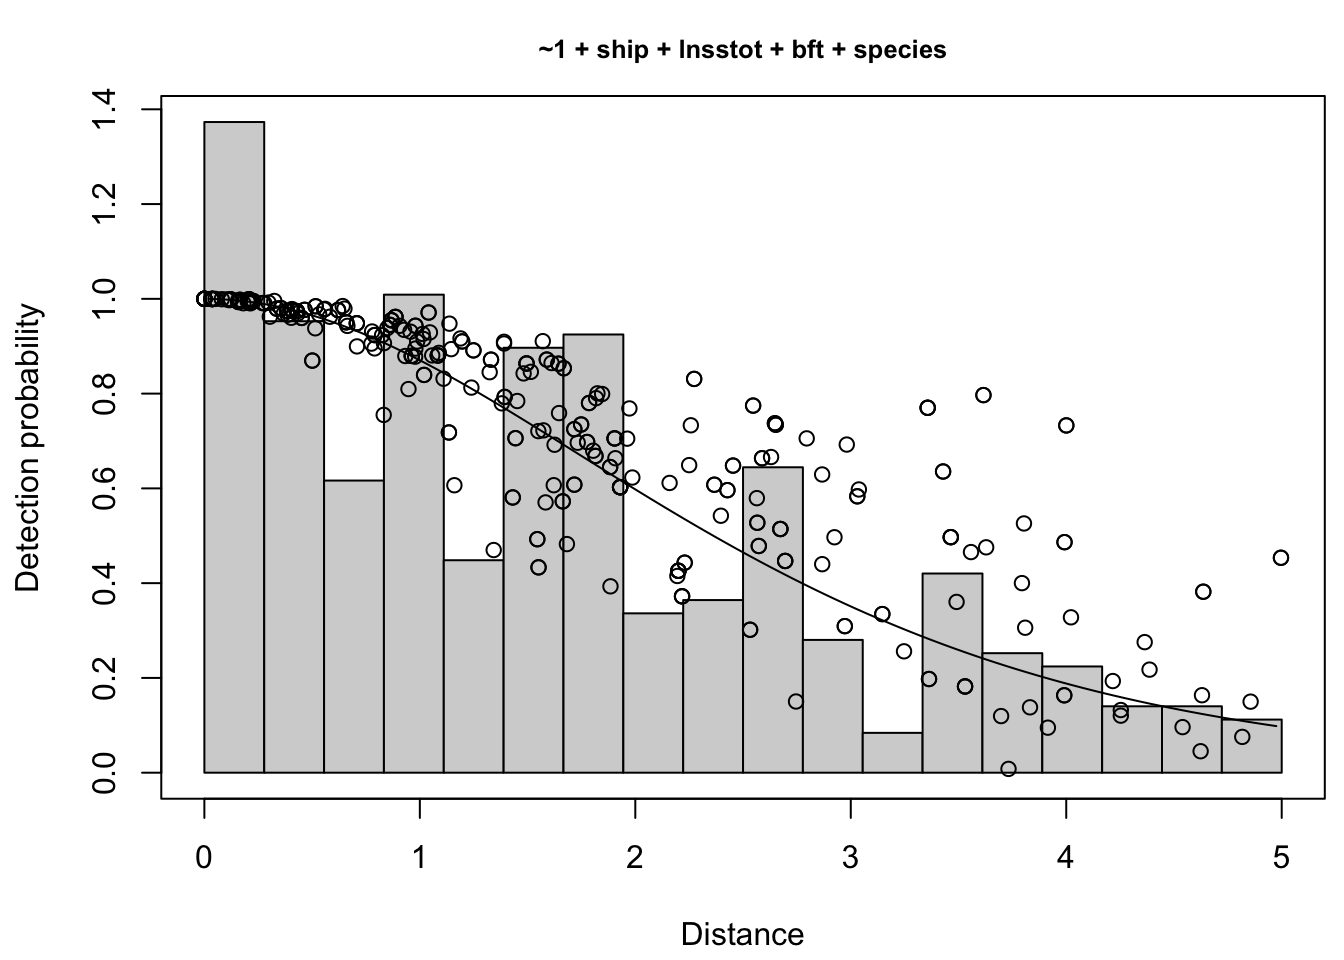 ~1 + ship + lnsstot + bft + species
Detection probability
1.4
1.2
1.0
0.8
0.6
0.4
0.2
0.0
0 1 2 3 4 5
Distance